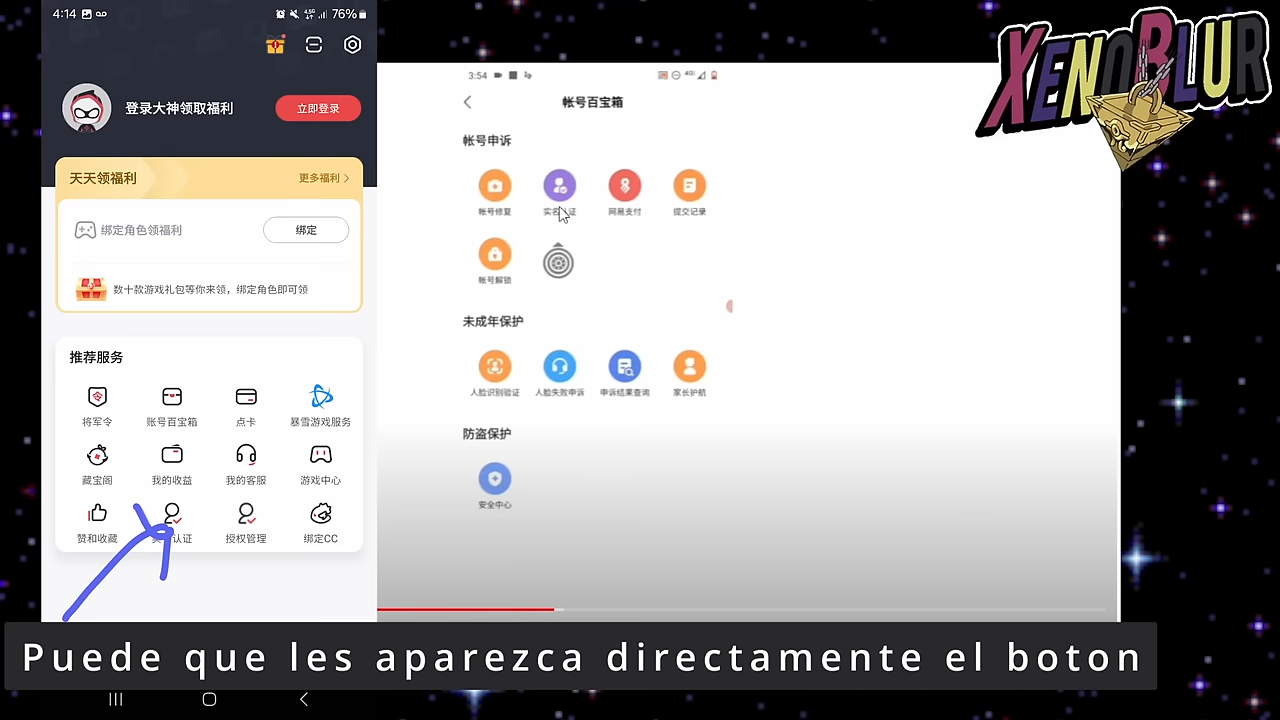 4:14
4.5G
76%
登录大神领取福利
立即登录
天天领福利
更多福利
绑定角色领福利
绑定
数十款游戏礼包等你来领，绑定角色即可领
推荐服务
将军令
账号百宝箱
点卡
暴雪游戏服务
藏宝阁
我的收益
我的客服
游戏中心
赞和收藏
认证
授权管理
绑定CC
3:54
4G
帐号百宝箱
帐号申诉
帐号修复
实名认证
网易支付
提交记录
帐号解锁
未成年保护
人脸识别验证
人脸失败申诉
申诉结果查询
家长护航
防盗保护
安全中心
XENOBLUR
Puede que les aparezca directamente el boton